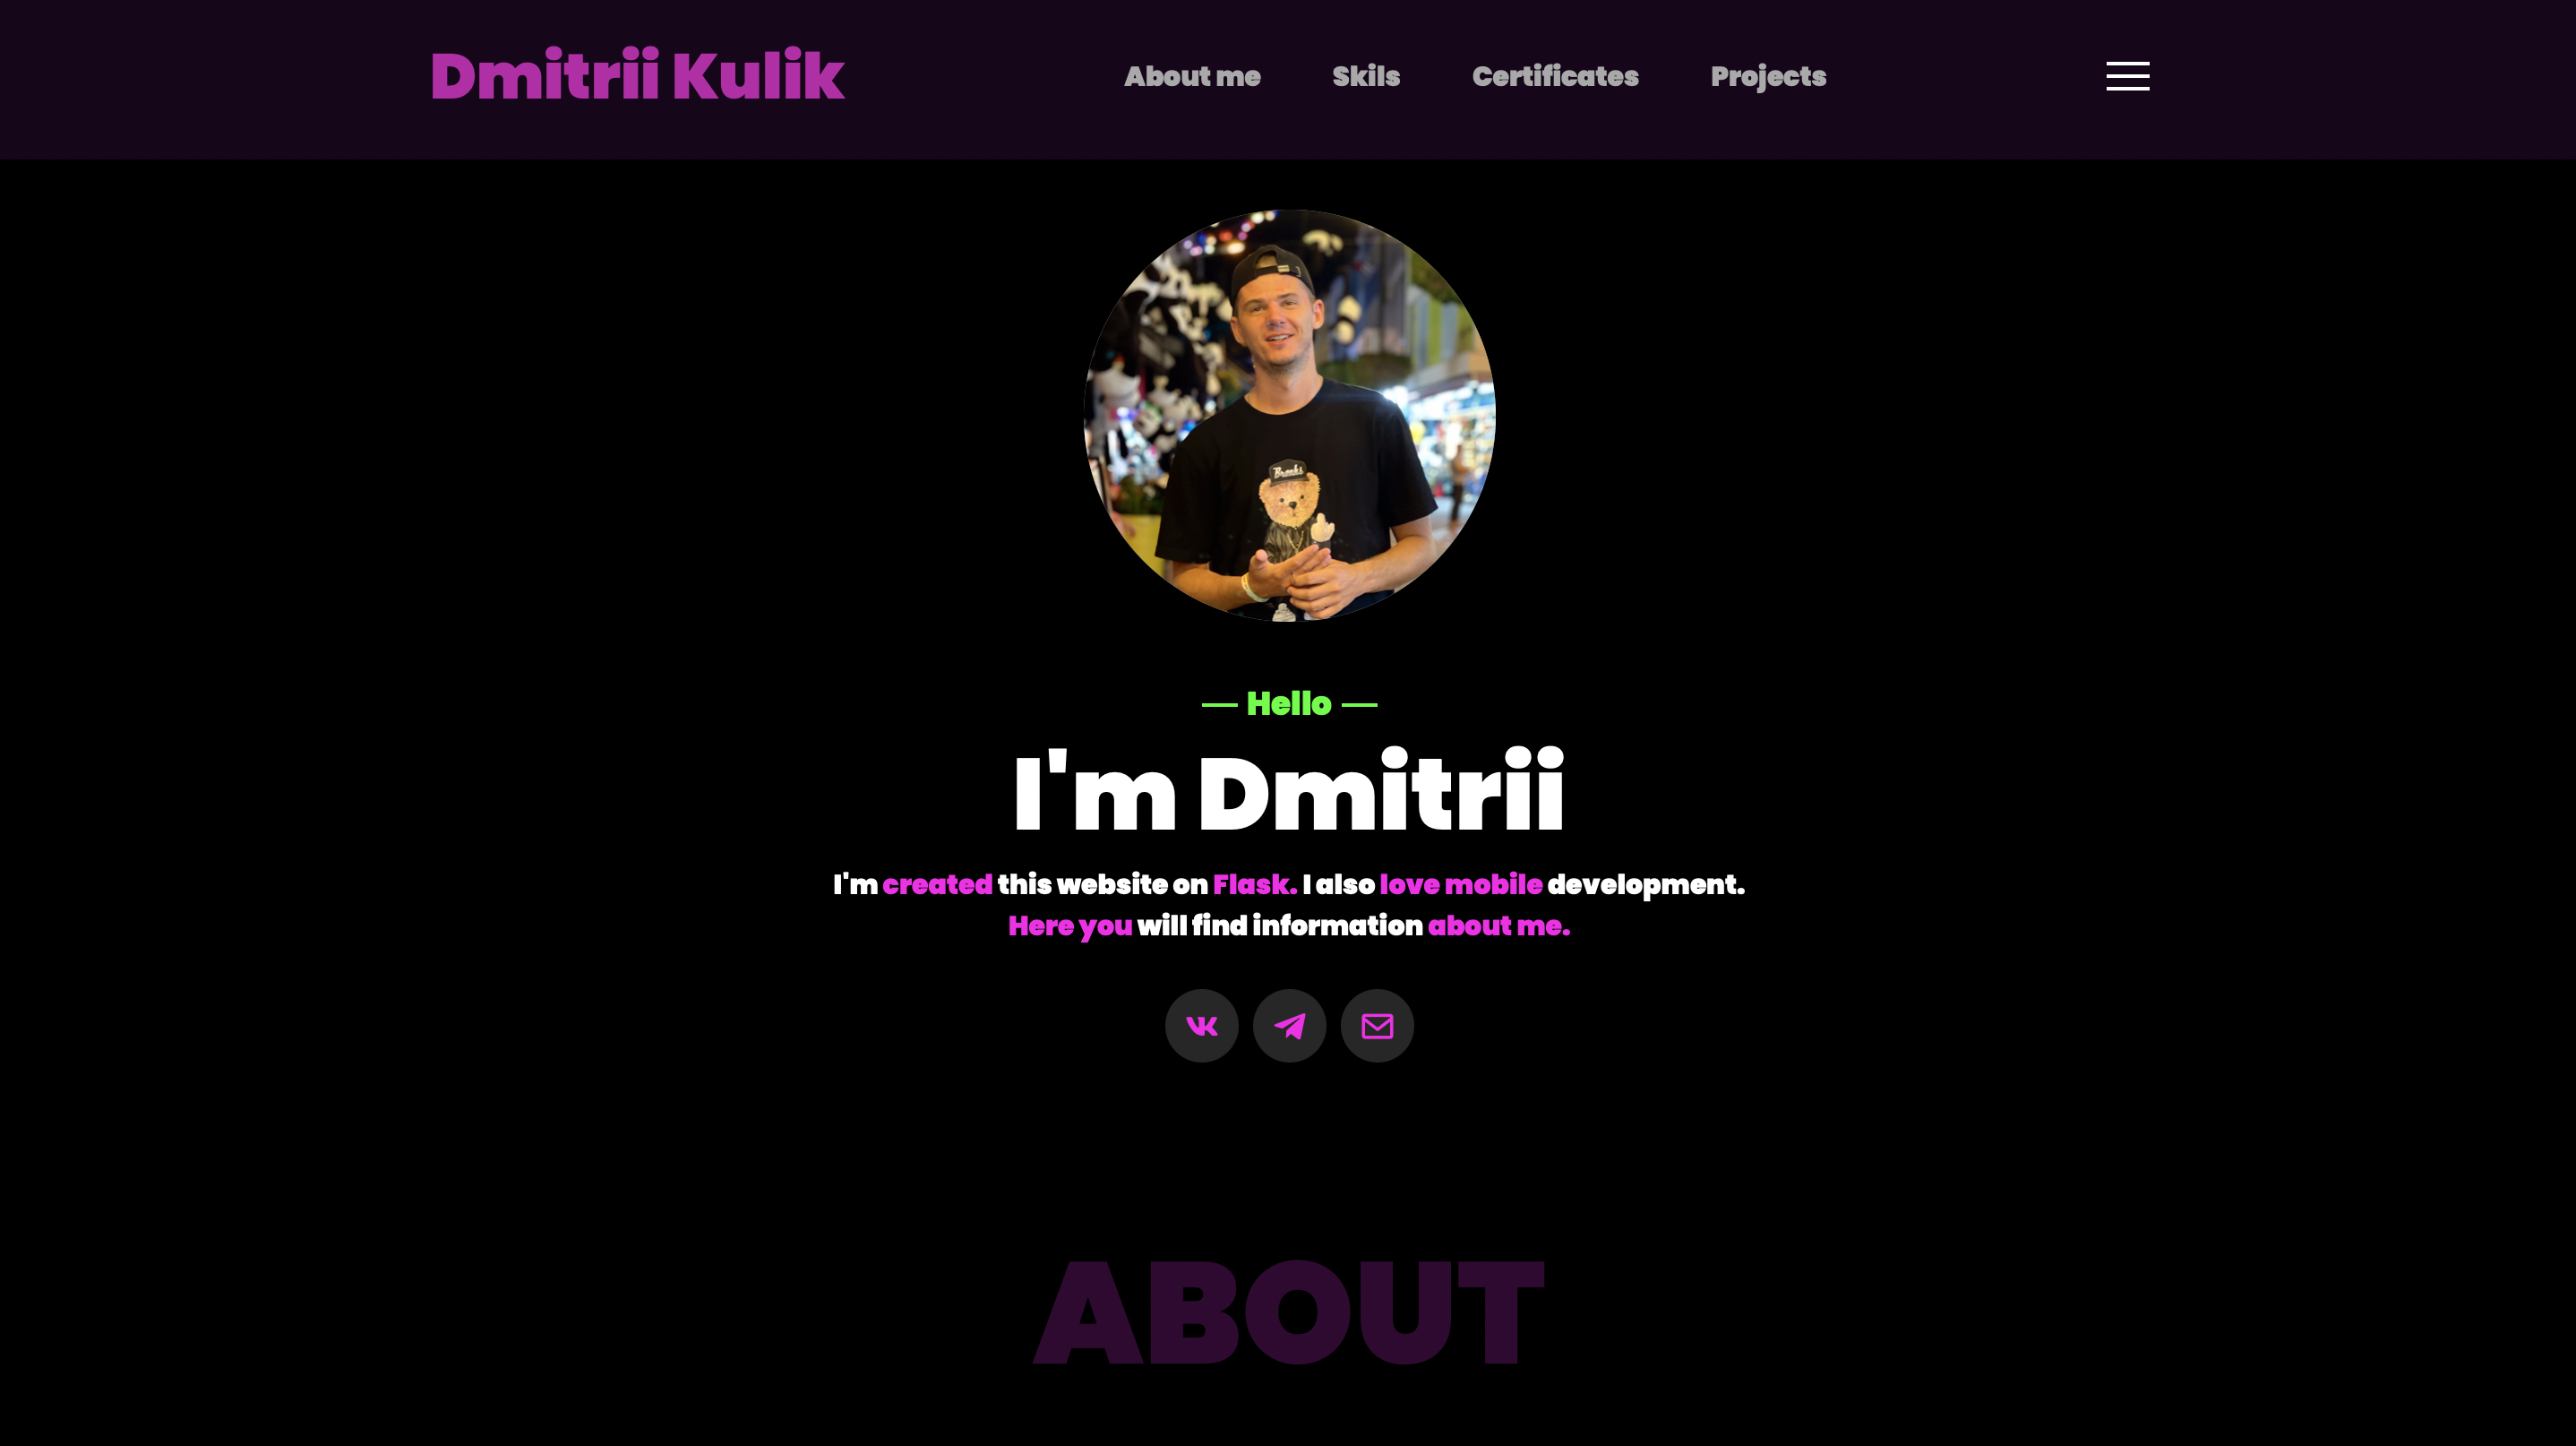 Dmitrii Kulik
About me
Skils
Certificates
Projects
Brooks
Hello
I'm Dmitrii
I'm created this website on Flask. I also love mobile development.
Here you will find information about me.
ABOUT